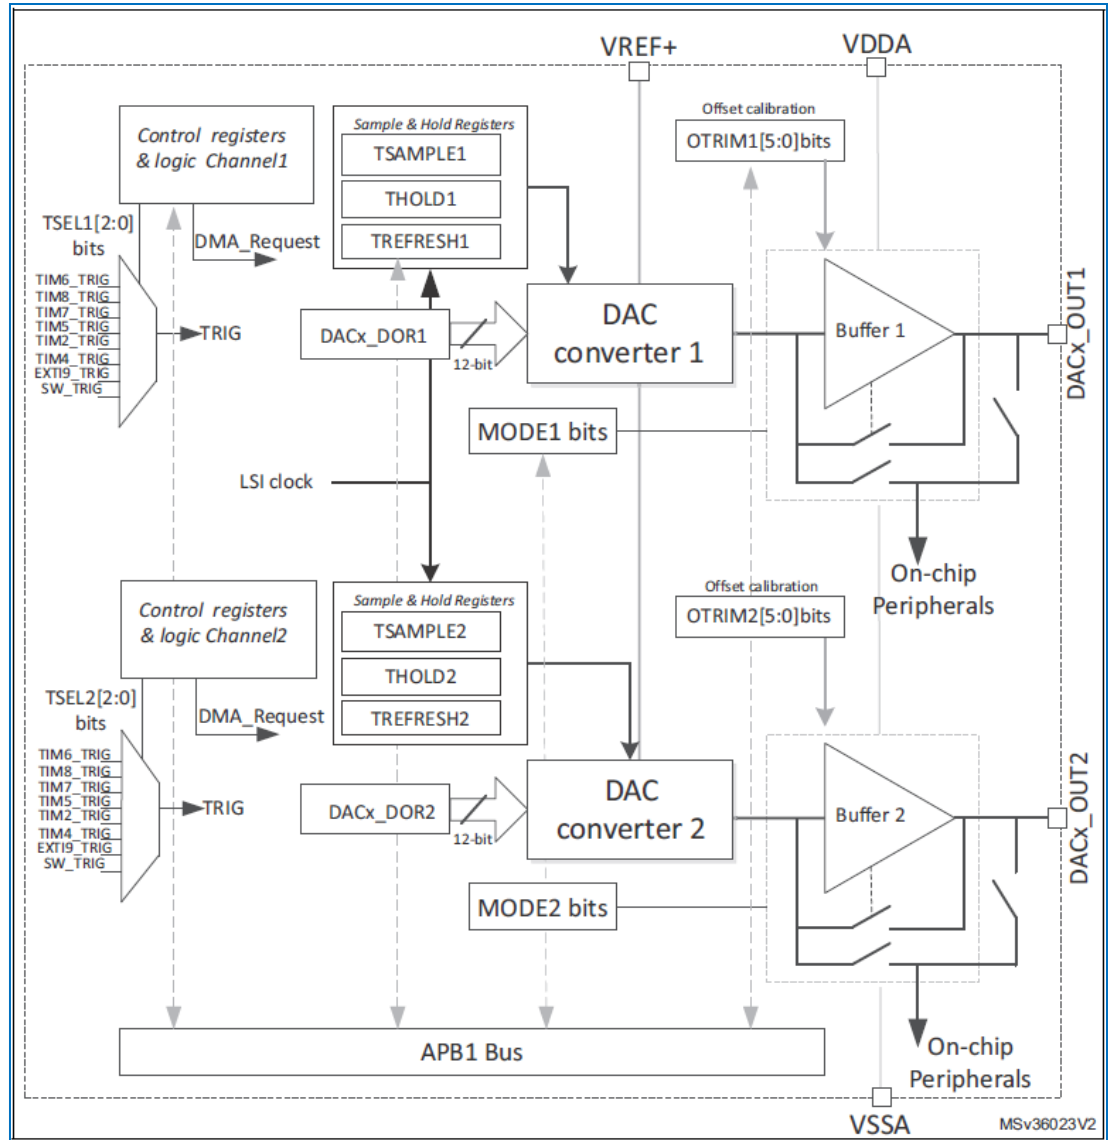 VREF+
VDDA
Offset calibration
Control registers
& logic Channel1
Sample & Hold Registers
TSAMPLE1
THOLD1
TREFRESH1
OTRIM1[5:0]bits
TSEL1[2:0]
bits
DMA_Request
TIM6_TRIG
TIM8_TRIG
TIM7_TRIG
TIM5_TRIG
TIM2_TRIG
TIM4_TRIG
EXTI9_TRIG
SW_TRIG
TRIG
DACx_DOR1
12-bit
DAC
converter 1
Buffer 1
DACx_OUT1
MODE1 bits
LSI clock
On-chip
Peripherals
Offset calibration
Control registers
& logic Channel2
Sample & Hold Registers
TSAMPLE2
THOLD2
TREFRESH2
OTRIM2[5:0]bits
TSEL2[2:0]
bits
DMA_Request
TIM6_TRIG
TIM8_TRIG
TIM7_TRIG
TIM5_TRIG
TIM2_TRIG
TIM4_TRIG
EXTI9_TRIG
SW_TRIG
TRIG
DACx_DOR2
12-bit
DAC
converter 2
Buffer 2
DACx_OUT2
MODE2 bits
APB1 Bus
On-chip
Peripherals
VSSA
MSv36023V2